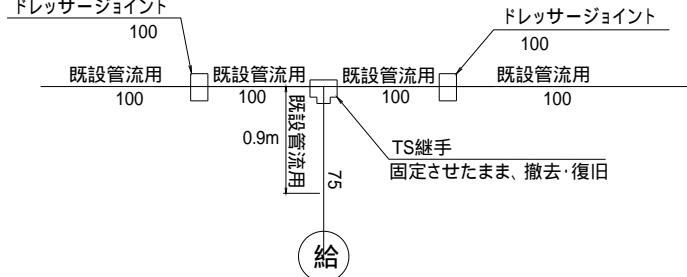 ドレッサージョイント
100
ドレッサージョイント
100
既設管流用
100
既設管流用
100
既設管流用
100
既設管流用
100
0.9m
既設管流用
75
TS継手
固定させたまま、撤去・復旧
給